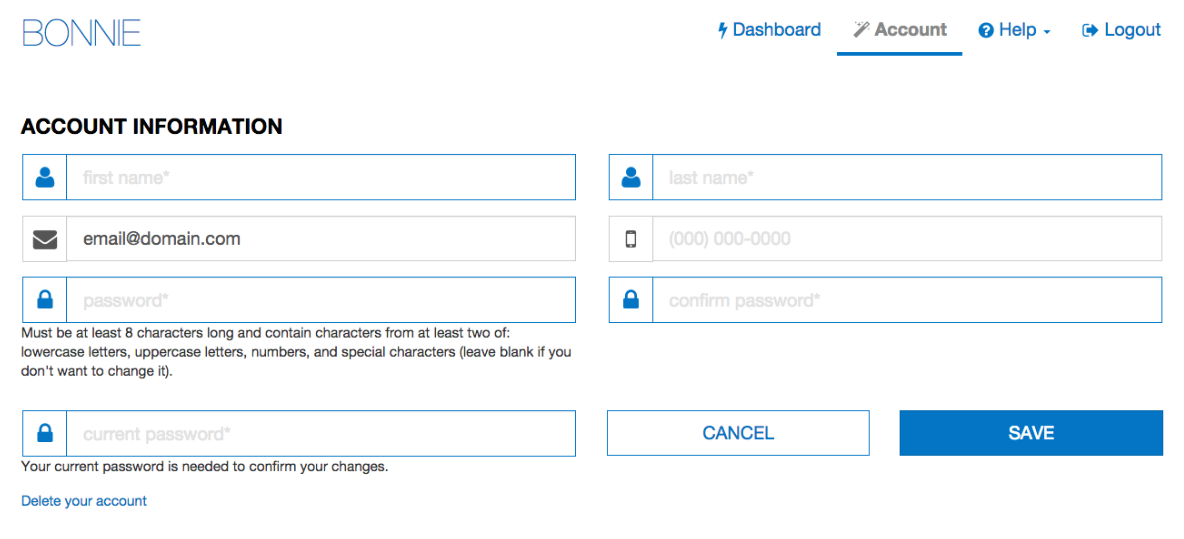 BONNIE
Dashboard
Account
Help
Logout
ACCOUNT INFORMATION
first name*
last name*
email@domain.com
(000) 000-0000
password*
confirm password*
Must be at least 8 characters long and contain characters from at least two of:
lowercase letters, uppercase letters, numbers, and special characters (leave blank if you
don't want to change it).
current password*
CANCEL
SAVE
Your current password is needed to confirm your changes.
Delete your account